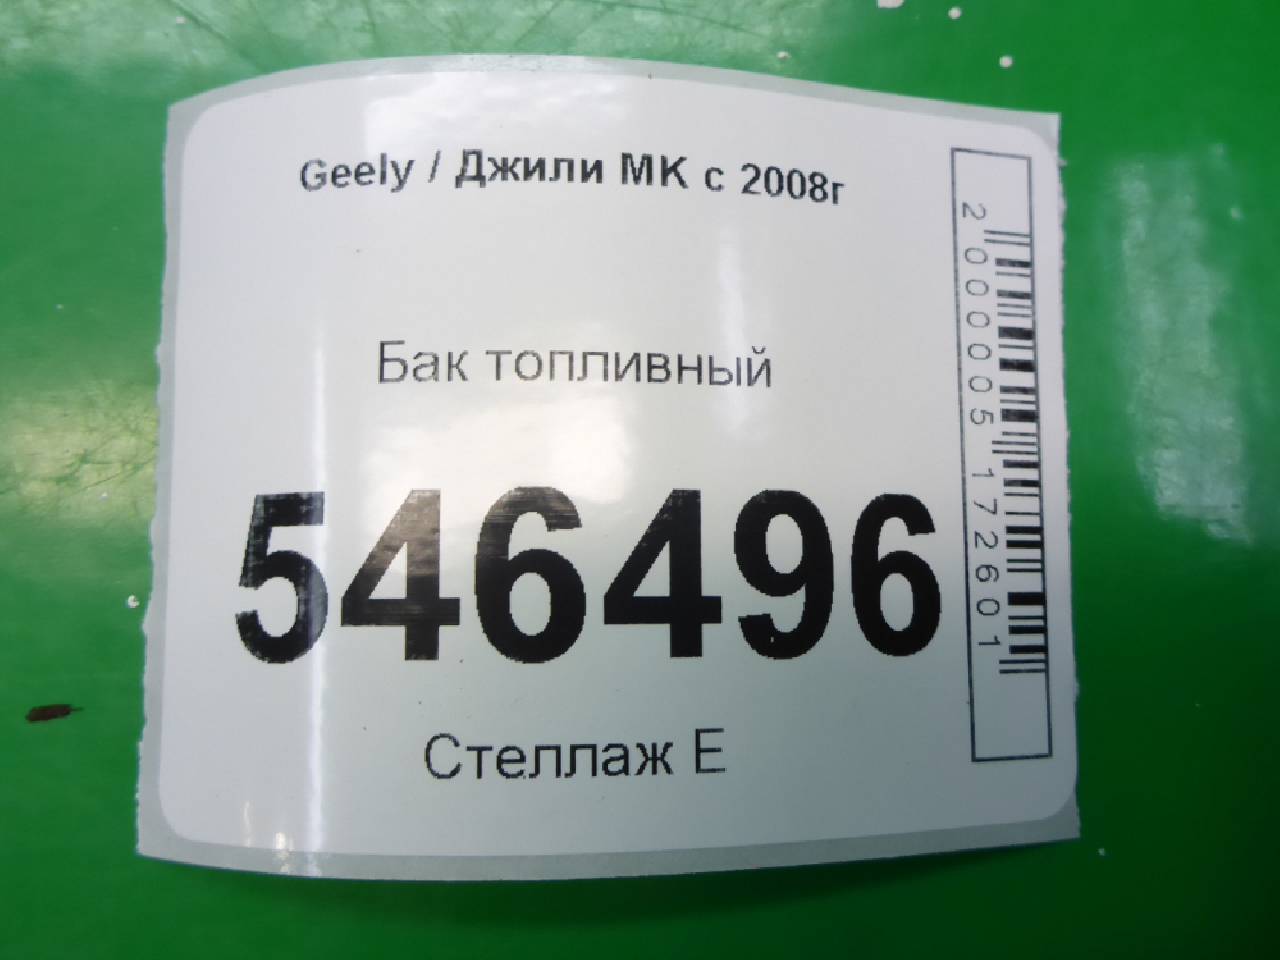 Geely / Джили МК с 2008г
Бак топливный
546496
Стеллаж Е
2000005172601